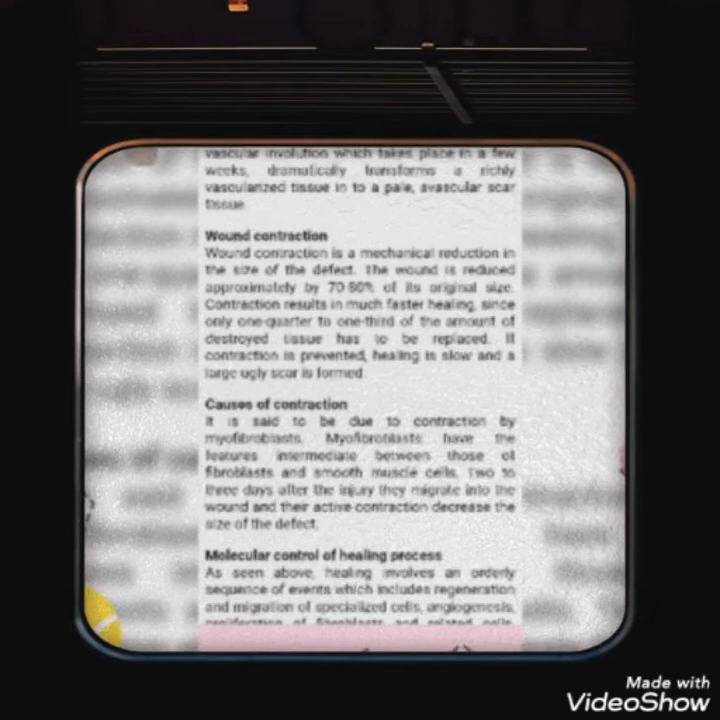 vascular involution which takes place in a few
weeks, dramatically transforms a richly
vascularized tissue in to a pale, avascular scar
tissue.
Wound contraction
Wound contraction is a mechanical reduction in
the size of the defect. The wound is reduced
approximately by 70-80% of its original size.
Contraction results in much faster healing, since
only one-quarter to one-third of the amount of
destroyed tissue has to be replaced. If
contraction is prevented, healing is slow and a
large ugly scar is formed.
Causes of contraction
It is said to be due to contraction by
myofibroblasts. Myofibroblasts have the
features intermediate between those of
fibroblasts and smooth muscle cells. Two to
three days after the injury they migrate into the
wound and their active contraction decrease the
size of the defect.
Molecular control of healing process
As seen above, healing involves an orderly
sequence of events which includes regeneration
and migration of specialized cells, angiogenesis,
proliferation of fibroblasts and related cells,
Made with
VideoShow